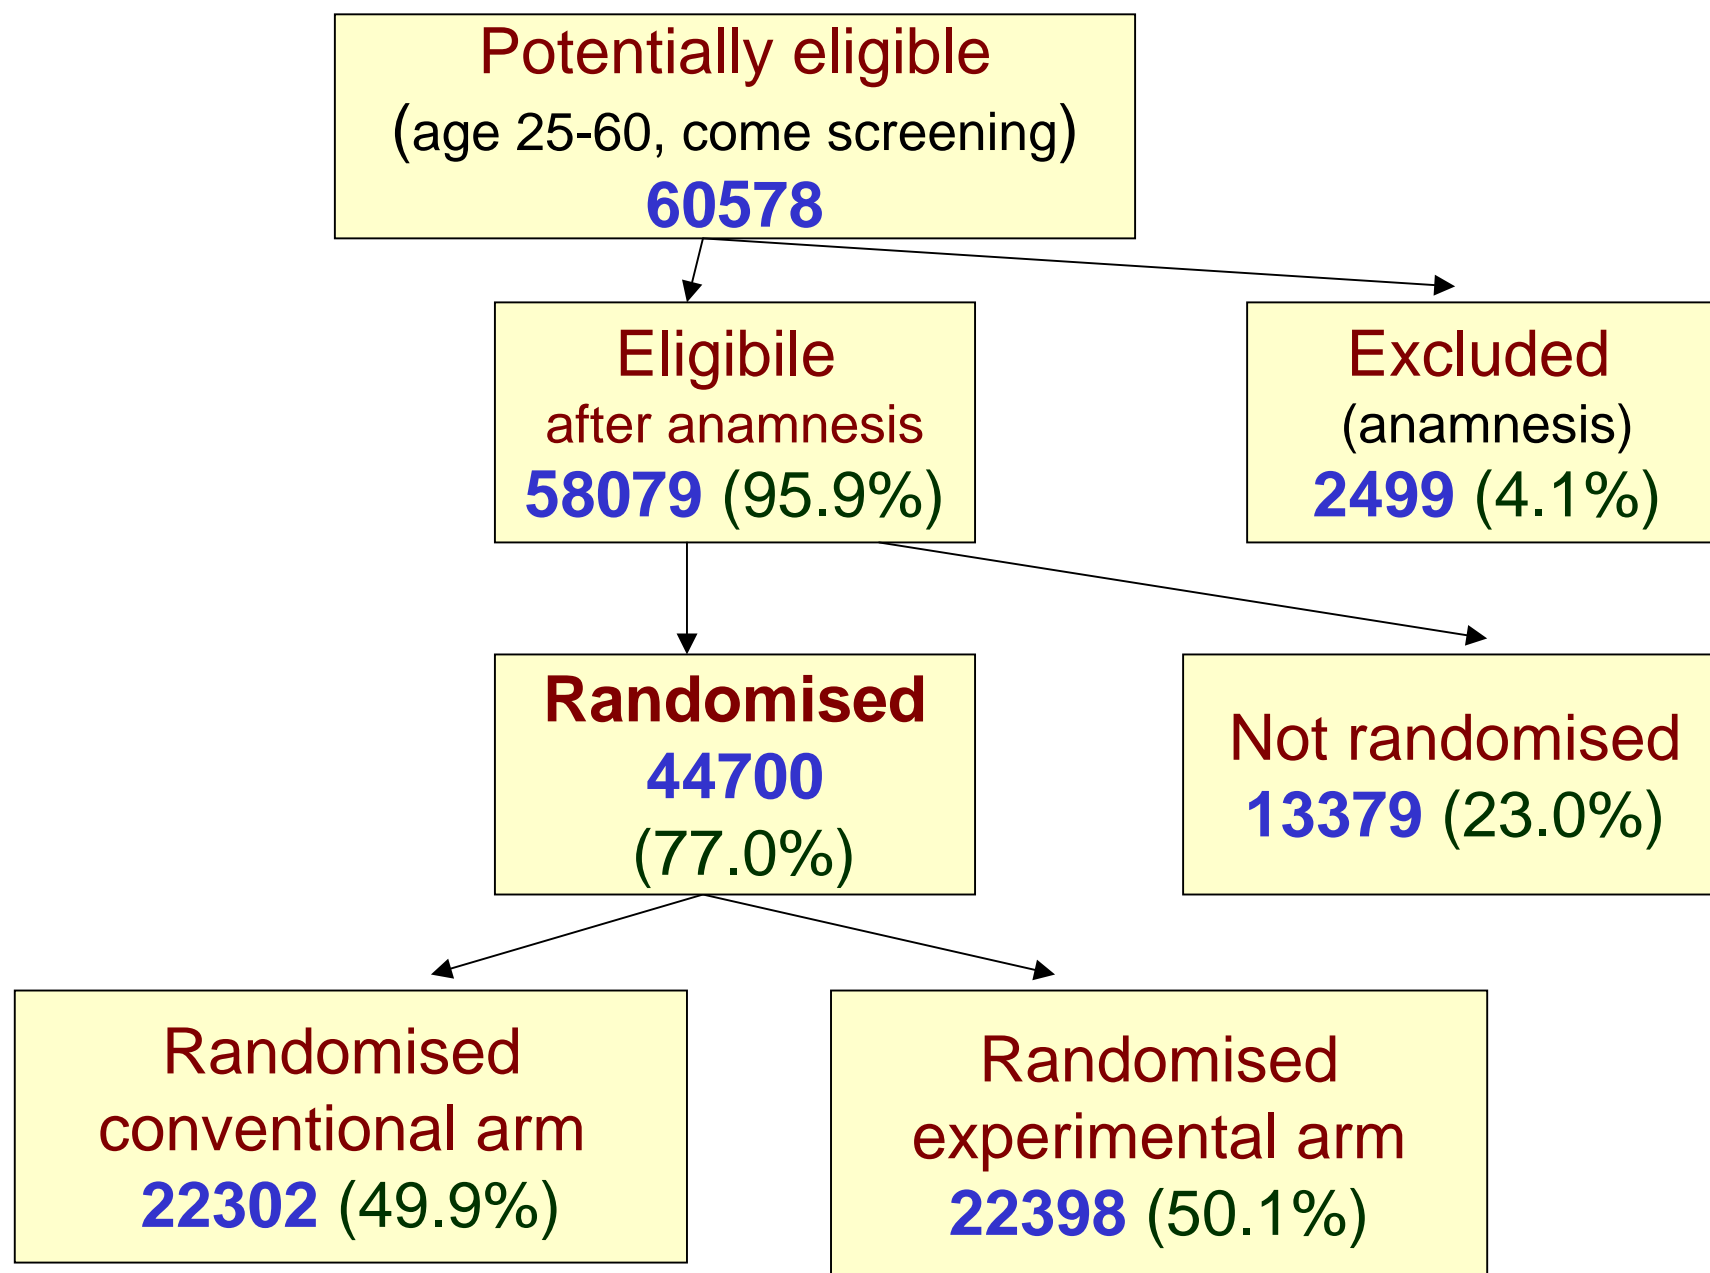 Potentially eligible
(age 25-60, come screening)
60578
Eligibile
after anamnesis
58079 (95.9%)
Excluded
(anamnesis)
2499 (4.1%)
Randomised
44700
(77.0%)
Not randomised
13379 (23.0%)
Randomised
conventional arm
22302 (49.9%)
Randomised
experimental arm
22398 (50.1%)